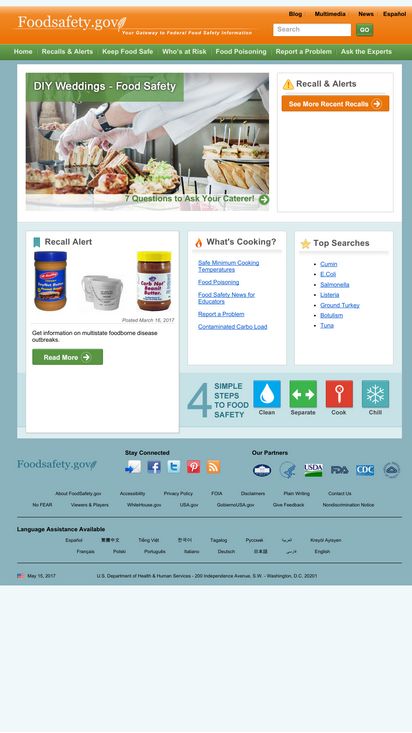 Blog Multimedia News Español
Foodsafety.gov
Your Gateway to Federal Food Safety Information
Search GO
Home Recalls & Alerts Keep Food Safe Who's at Risk Food Poisoning Report a Problem Ask the Experts
DIY Weddings - Food Safety
7 Questions to Ask Your Caterer!
Recall & Alerts
See More Recent Recalls
Recall Alert
Carb Not
Beanit
Butter.
Posted March 16, 2017
Get information on multistate foodborne disease
outbreaks.
Read More
What's Cooking?
Safe Minimum Cooking
Temperatures
Food Poisoning
Food Safety News for
Educators
Report a Problem
Contaminated Carbo Load
Top Searches
Cumin
E.Coli
Salmonella
Listeria
Ground Turkey
Botulism
Tuna
4 SIMPLE
STEPS
TO FOOD
SAFETY
Clean Separate Cook Chill
Foodsafety.gov
Stay Connected
Our Partners
USDA FDA CDC
About FoodSafety.gov Accessibility Privacy Policy FOIA Disclaimers Plain Writing Contact Us
No FEAR Viewers & Players WhiteHouse.gov USA.gov GobiernoUSA.gov Give Feedback Nondiscrimination Notice
Language Assistance Available
Español 繁體中文 Tiếng Việt 한국어 Tagalog Русский العربية Kreyòl Ayisyen
Français Polski Português Italiano Deutsch 日本語 فارسی English
May 15, 2017 U.S. Department of Health & Human Services - 200 Independence Avenue, S.W. - Washington, D.C. 20201